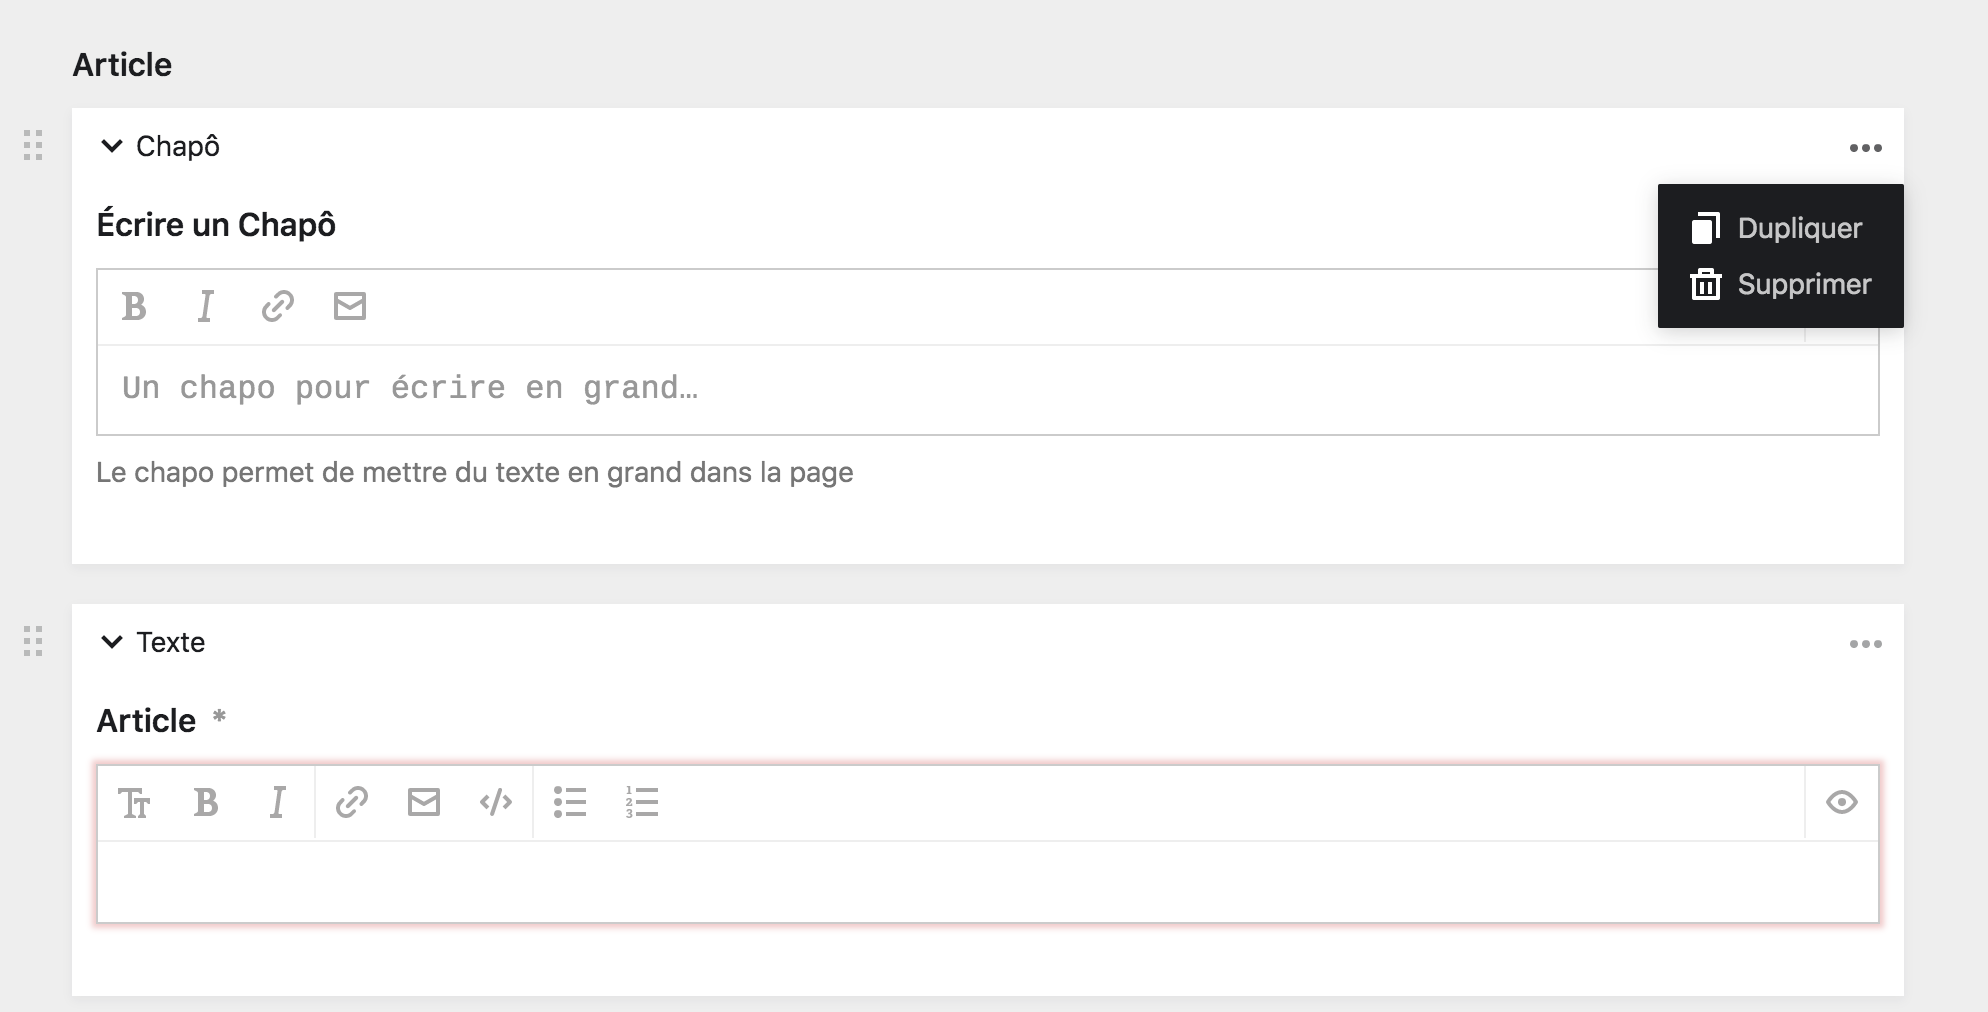 Article
Chapô
Écrire un Chapô
Dupliquer
Supprimer
Un chapo pour écrire en grand…
Le chapo permet de mettre du texte en grand dans la page
Texte
Article *